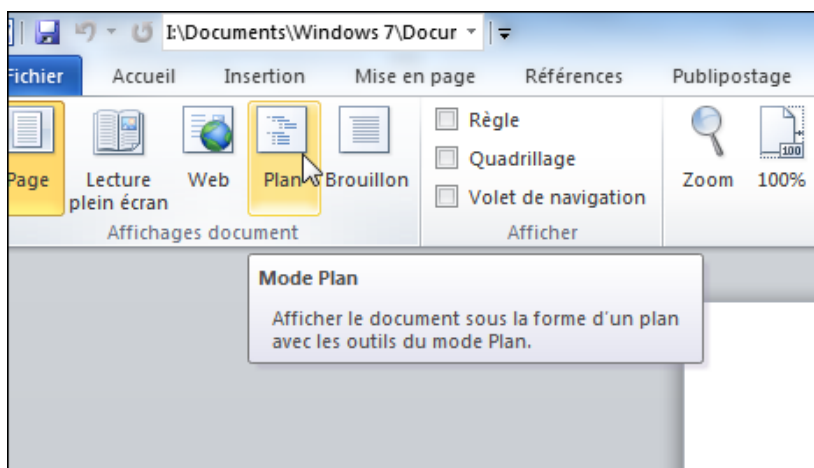 I:\Documents\Windows 7\Docur
Fichier Accueil Insertion Mise en page Références Publipostage
Page Lecture plein écran Web Plan Brouillon
Règle
Quadrillage
Volet de navigation
Zoom 100%
100
Affichages document Afficher
Mode Plan
Afficher le document sous la forme d'un plan
avec les outils du mode Plan.